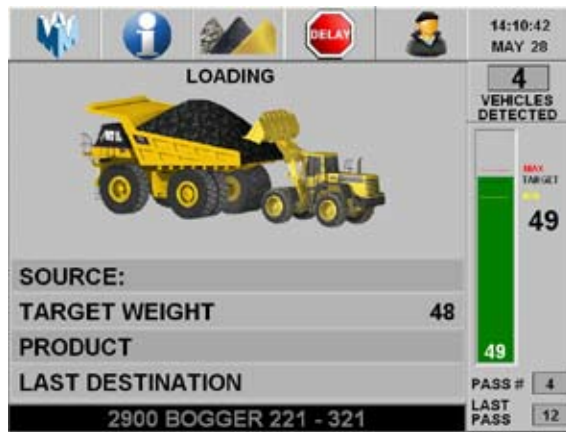 DELAY
14:10:42
MAY 28
LOADING
4
VEHICLES
DETECTED
MAX
TARGET
49
SOURCE:
TARGET WEIGHT 48
PRODUCT
49
LAST DESTINATION
PASS # 4
LAST
PASS 12
2900 BOGGER 221 - 321